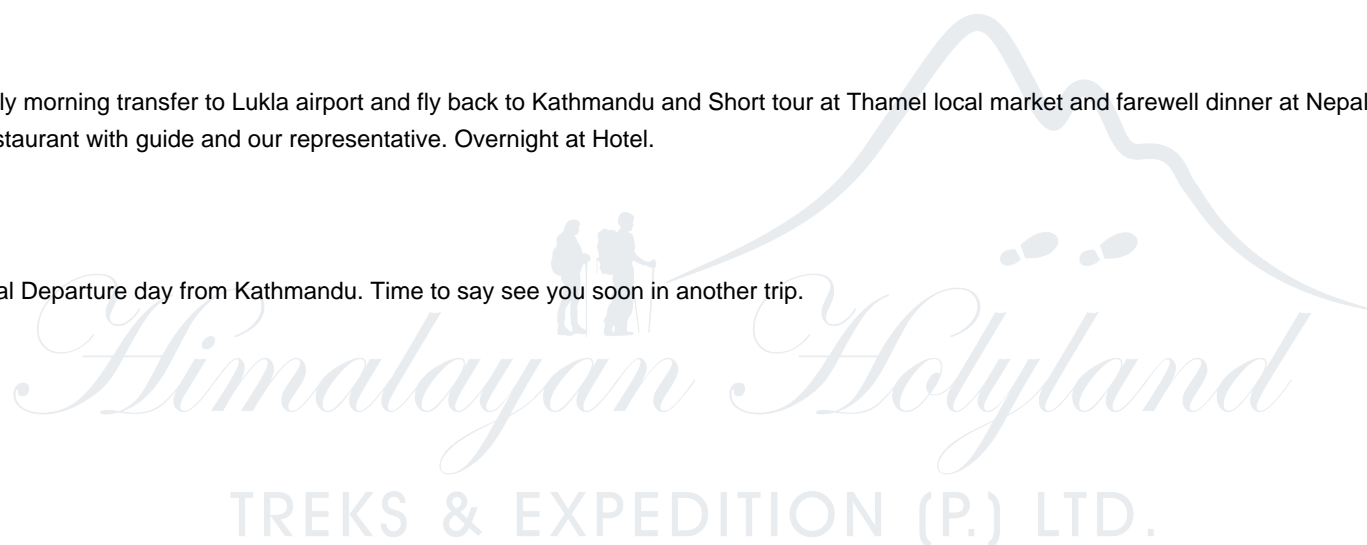 ly morning transfer to Lukla airport and fly back to Kathmandu and Short tour at Thamel local market and farewell dinner at Nepal
staurant with guide and our representative. Overnight at Hotel.
al Departure day from Kathmandu. Time to say see you soon in another trip.
Himalayan Holyland
TREKS & EXPEDITION (P.) LTD.